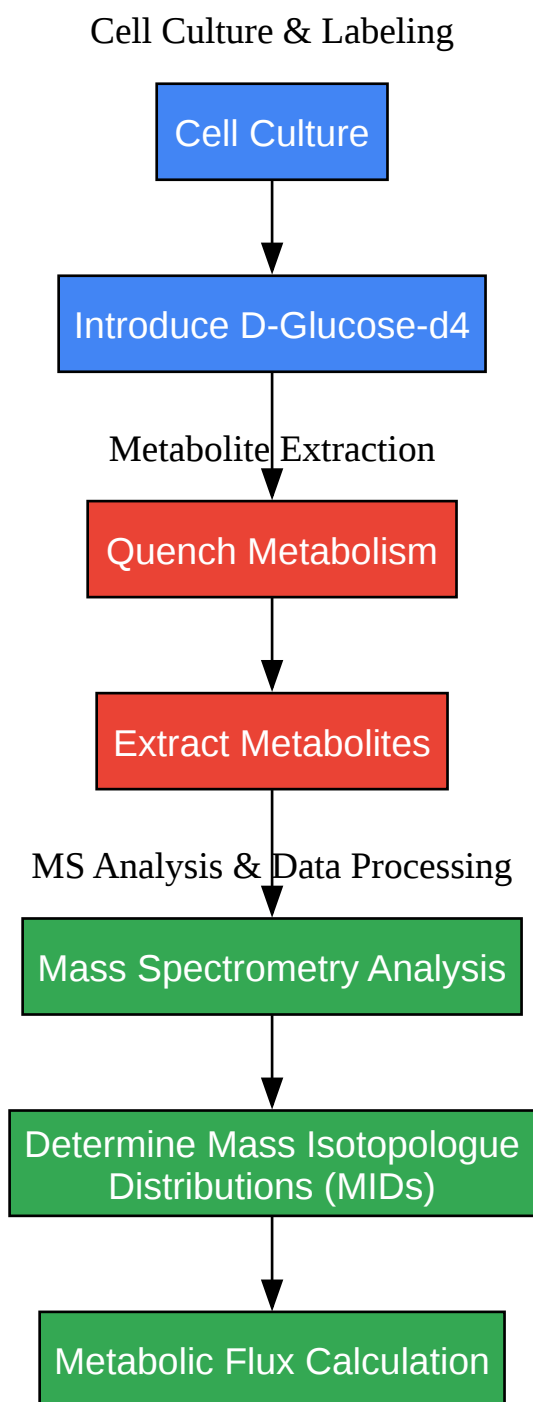 Cell Culture & Labeling
Cell Culture
Introduce D-Glucose-d4
Metabolite Extraction
Quench Metabolism
Extract Metabolites
MS Analysis & Data Processing
Mass Spectrometry Analysis
Determine Mass Isotopologue
Distributions (MIDs)
Metabolic Flux Calculation